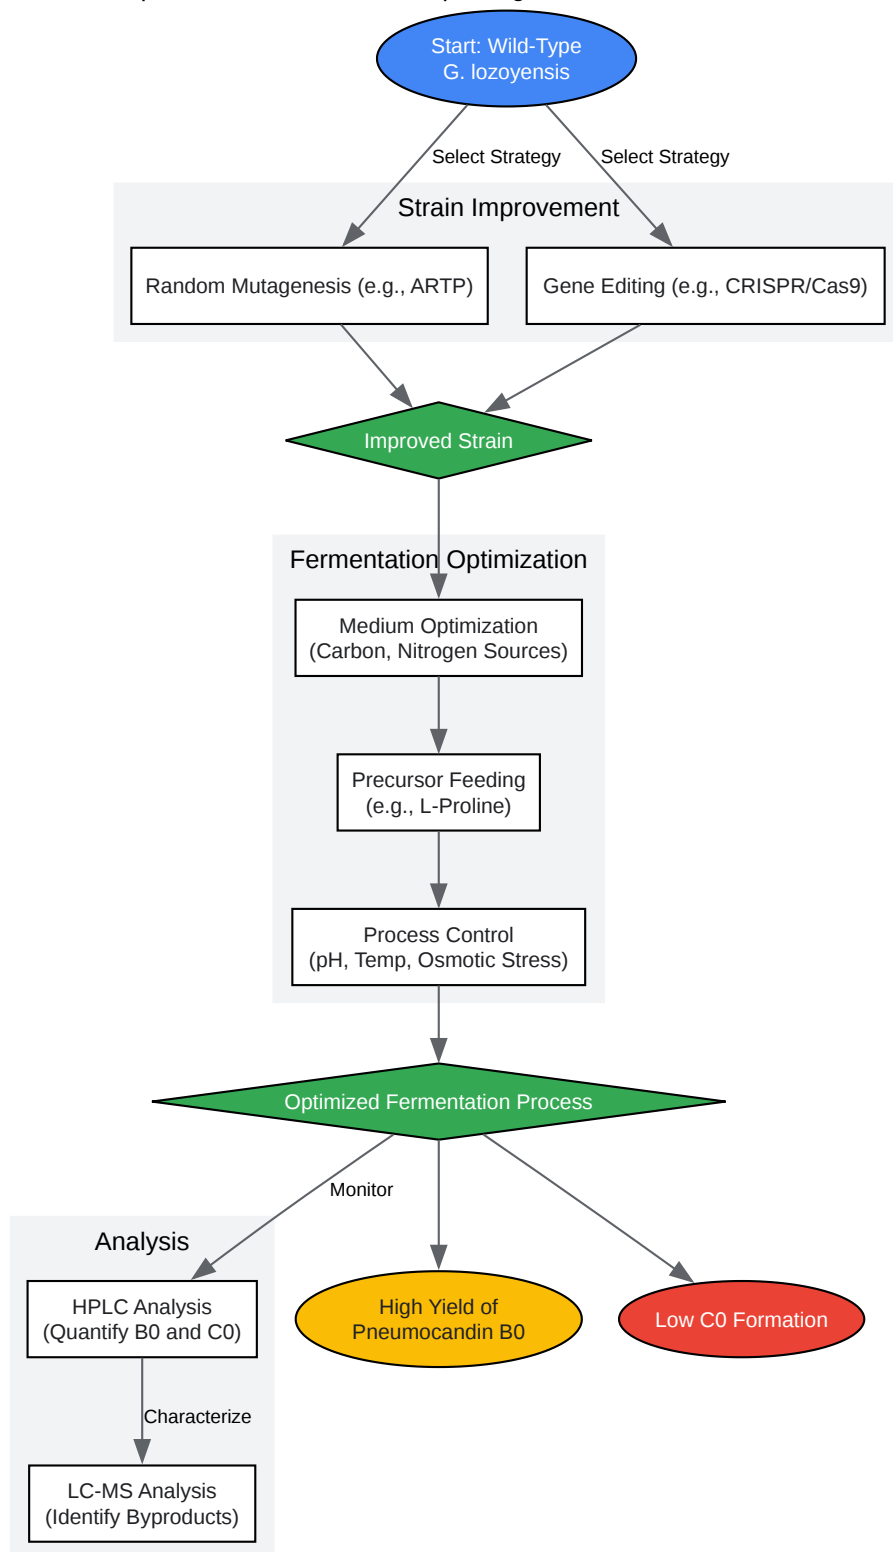 Start: Wild-Type
G. lozoyensis
Select Strategy
Select Strategy
Strain Improvement
Random Mutagenesis (e.g., ARTP)
Gene Editing (e.g., CRISPR/Cas9)
Improved Strain
Fermentation Optimization
Medium Optimization
(Carbon, Nitrogen Sources)
Precursor Feeding
(e.g., L-Proline)
Process Control
(pH, Temp, Osmotic Stress)
Optimized Fermentation Process
Monitor
Analysis
HPLC Analysis
(Quantify B0 and C0)
High Yield of
Pneumocandin B0
Low C0 Formation
Characterize
LC-MS Analysis
(Identify Byproducts)